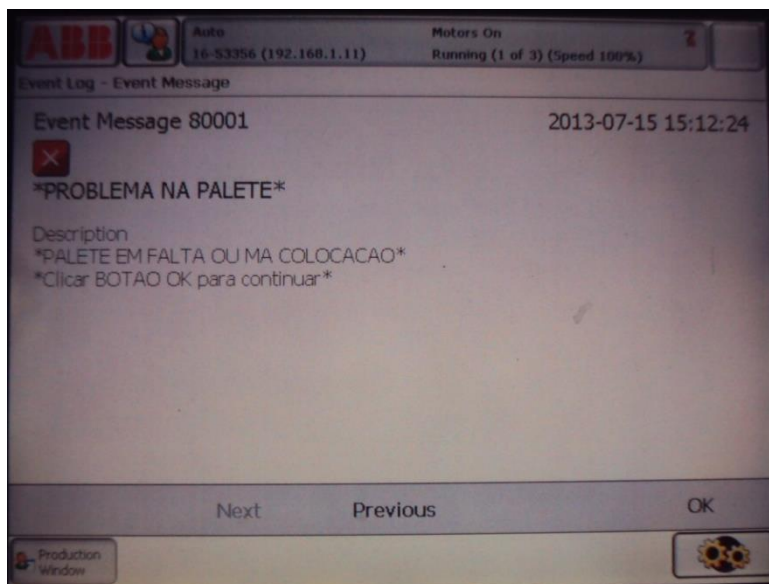 ABB
Auto
16-53356 (192.168.1.11)
Motors On
Running (1 of 3) (Speed 100%)
Event Log - Event Message
Event Message 80001
2013-07-15 15:12:24
*PROBLEMA NA PALETE*
Description
*PALETE EM FALTA OU MA COLOCACAO*
*Clicar BOTAO OK para continuar*
Next
Previous
OK
Production
Window